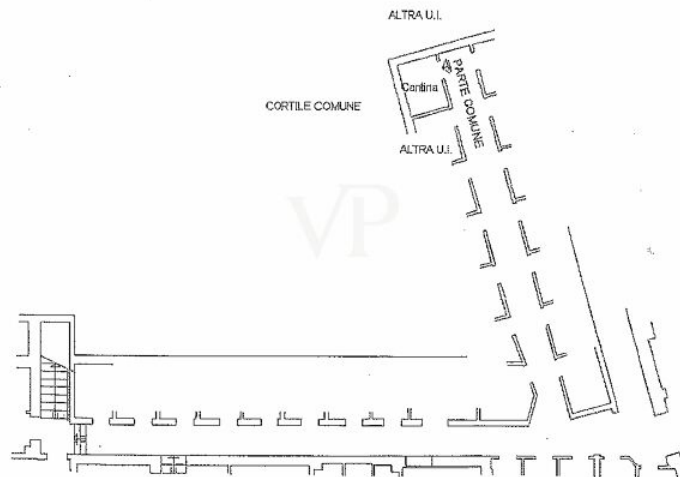 ALTRA U.I.
PARTE COMUNE
Cantina
CORTILE COMUNE
ALTRA U.I.
VP